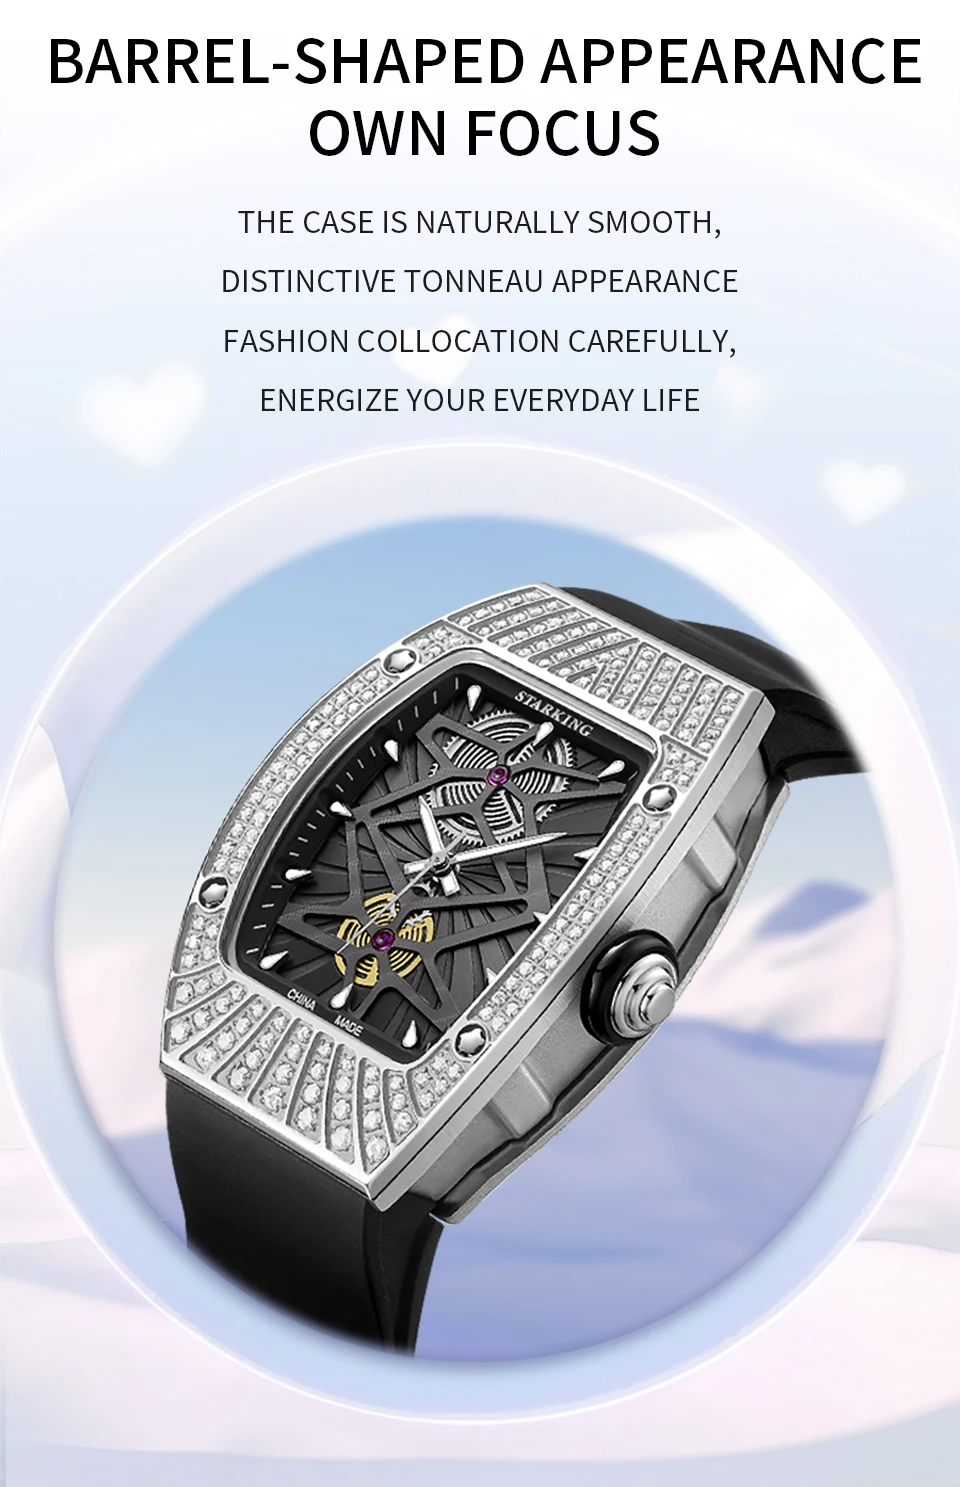 BARREL-SHAPED APPEARANCE
OWN FOCUS
THE CASE IS NATURALLY SMOOTH,
DISTINCTIVE TONNEAU APPEARANCE
FASHION COLLOCATION CAREFULLY,
ENERGIZE YOUR EVERYDAY LIFE
STARKING
CHINA MADE